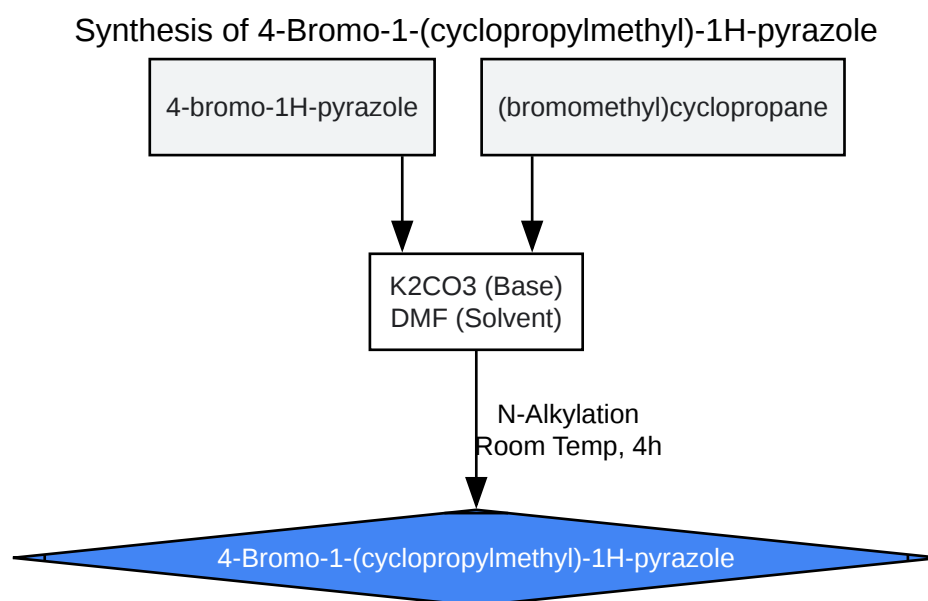 Synthesis of 4-Bromo-1-(cyclopropylmethyl)-1H-pyrazole
4-bromo-1H-pyrazole
(bromomethyl)cyclopropane
K2CO3 (Base)
DMF (Solvent)
N-Alkylation
Room Temp, 4h
4-Bromo-1-(cyclopropylmethyl)-1H-pyrazole